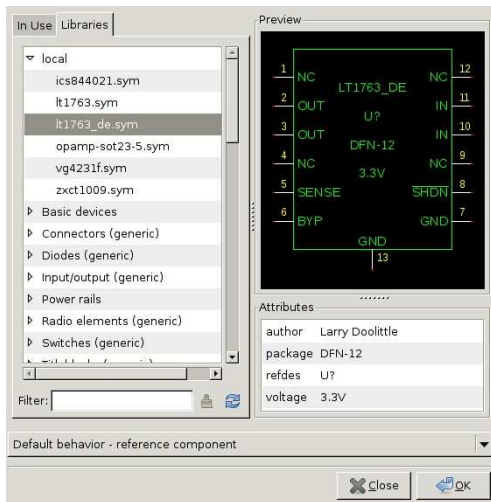 In Use Libraries
local
ics844021.sym
lt1763.sym
lt1763_de.sym
opamp-sot23-5.sym
vg4231f.sym
zxct1009.sym
Basic devices
Connectors (generic)
Diodes (generic)
Input/output (generic)
Power rails
Radio elements (generic)
Switches (generic)
Filter:
Preview
1 NC NC 12
LT1763_DE
2 OUT IN 11
U?
3 OUT IN 10
DFN-12
4 NC NC 9
3.3V
5 SENSE SHDN 8
6 BYP GND 7
GND
13
Attributes
author Larry Doolittle
package DFN-12
refdes U?
voltage 3.3V
Default behavior - reference component
Close OK